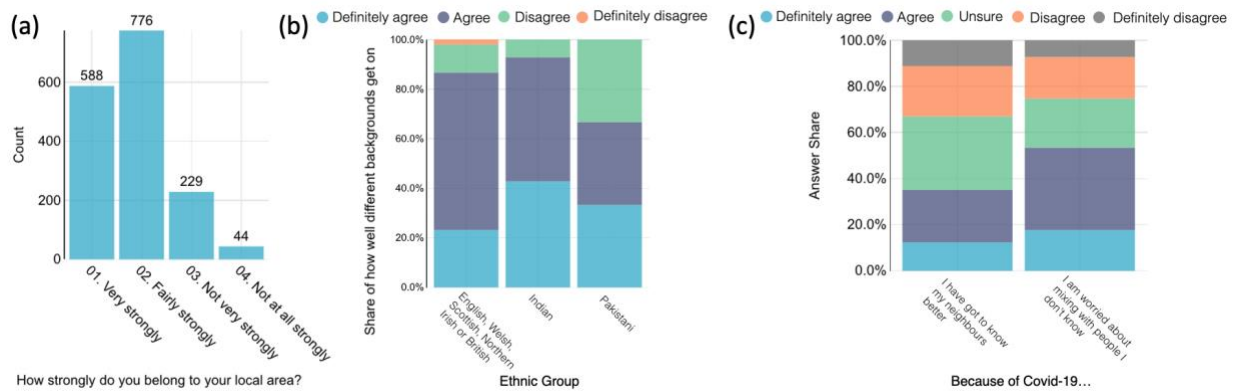 (a)
776
588
229
44
600
400
200
0
Count
01. Very strongly
02. Fairly strongly
03. Not very strongly
04. Not at all strongly
How strongly do you belong to your local area?
(b)
Definitely agree Agree Disagree Definitely disagree
100.0%
80.0%
60.0%
40.0%
20.0%
0.0%
Share of how well different backgrounds get on
English, Welsh,
Scottish, Northern
Irish or British
Indian
Pakistani
Ethnic Group
(c)
Definitely agree Agree Unsure Disagree Definitely disagree
100.0%
80.0%
60.0%
40.0%
20.0%
0.0%
Answer Share
I have got to know
my neighbours
better
I am worried about
mixing with people I
don't know
Because of Covid-19...